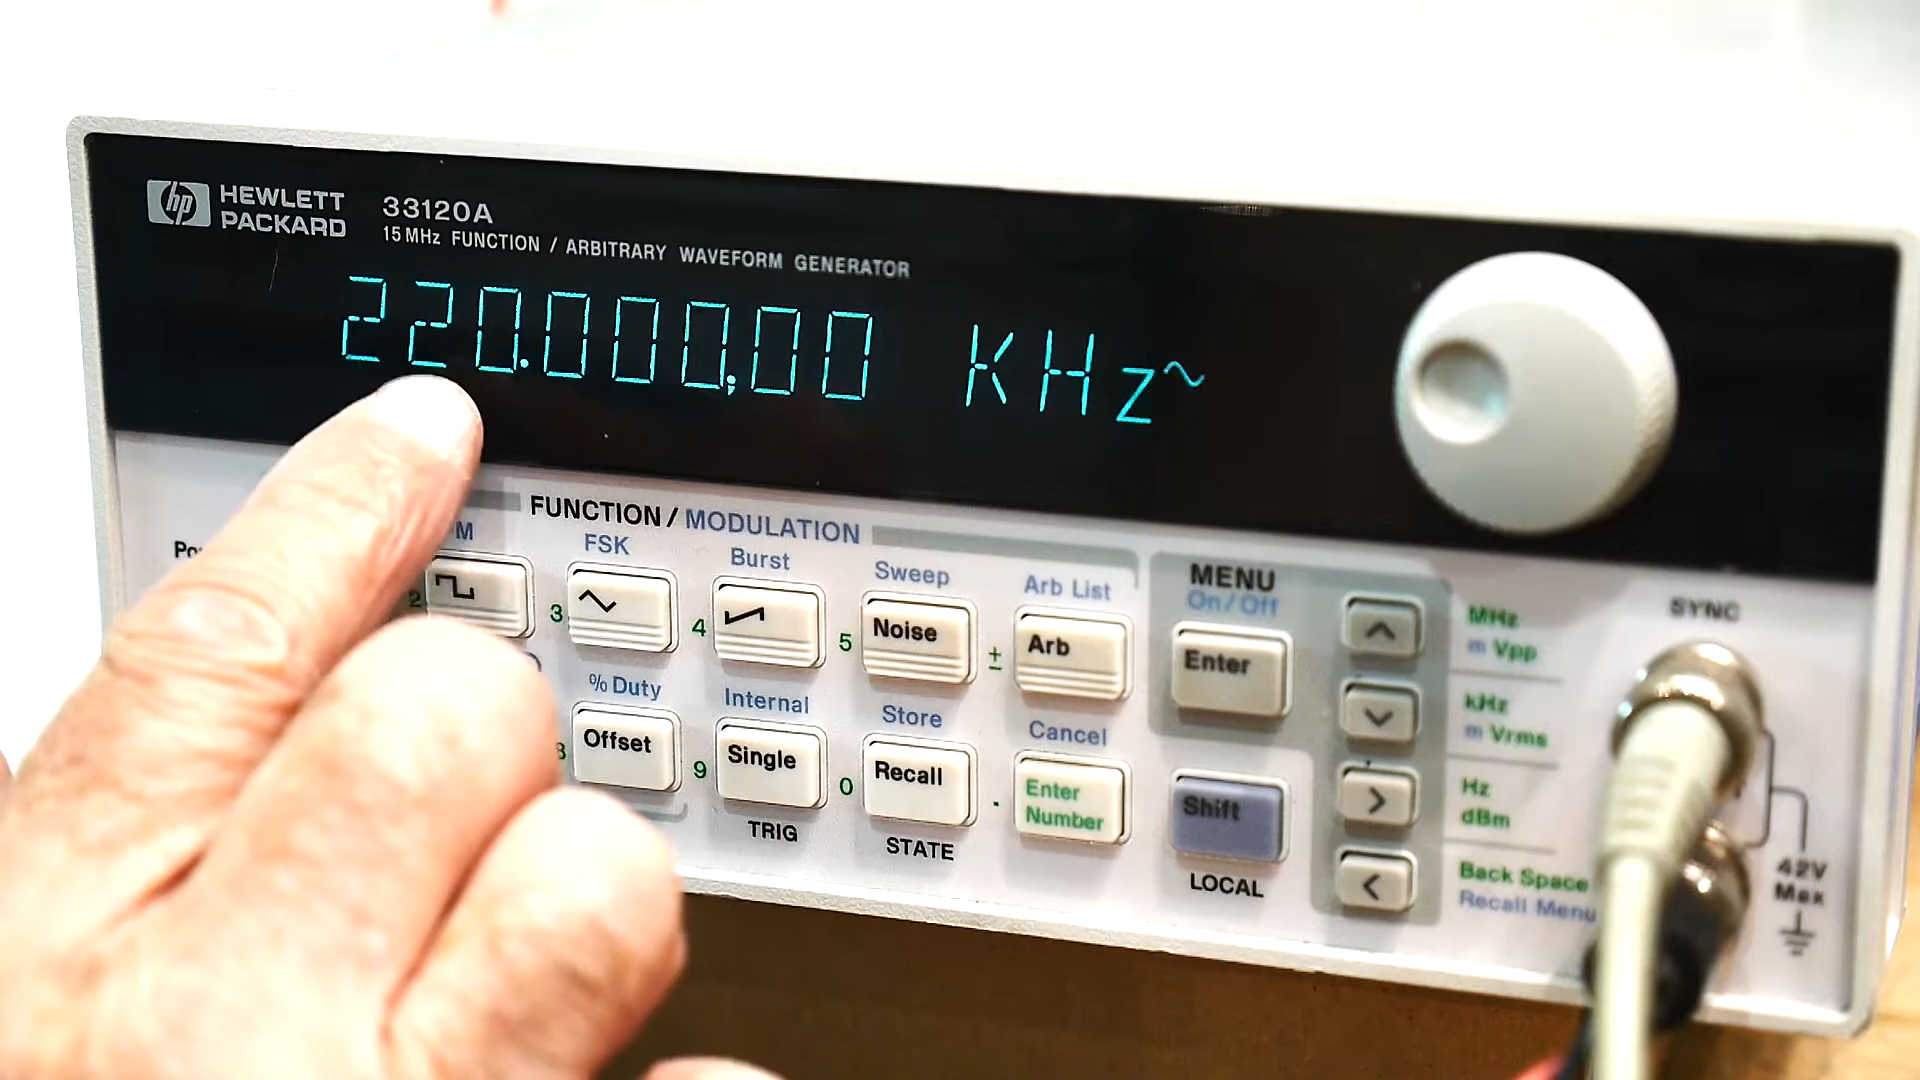 hp HEWLETT PACKARD
33120A
15 MHz FUNCTION / ARBITRARY WAVEFORM GENERATOR
220.000,00 KHz~
FUNCTION / MODULATION
FSK Burst Sweep Arb List
MENU
On/Off
SYNC
2 3 4 5 Noise ± Arb Enter
MHz
m Vpp
kHz
m Vrms
% Duty Internal Store Cancel
Offset 9 Single 0 Recall . Enter Number Shift
Hz
dBm
TRIG STATE LOCAL
Back Space
Recall Menu
42V
Max